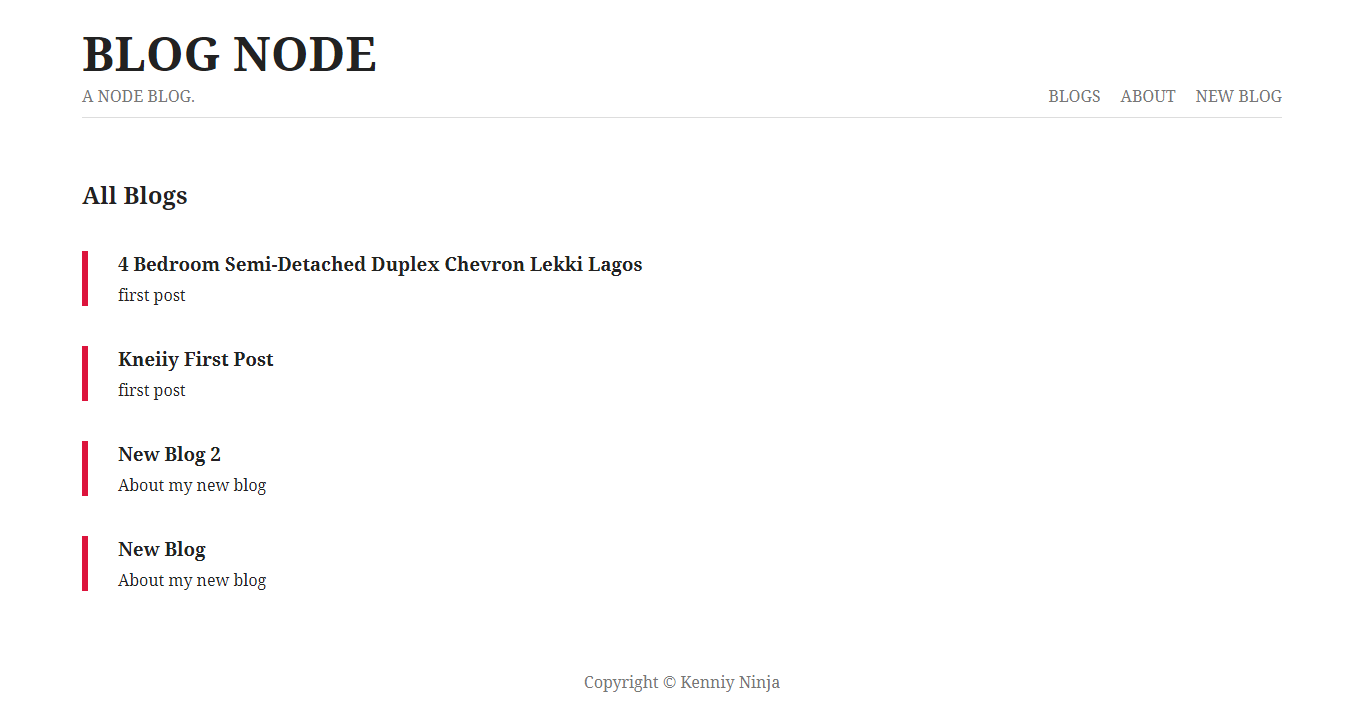 BLOG NODE
A NODE BLOG.
BLOGS ABOUT NEW BLOG
All Blogs
4 Bedroom Semi-Detached Duplex Chevron Lekki Lagos
first post
Kneiiy First Post
first post
New Blog 2
About my new blog
New Blog
About my new blog
Copyright © Kenniy Ninja